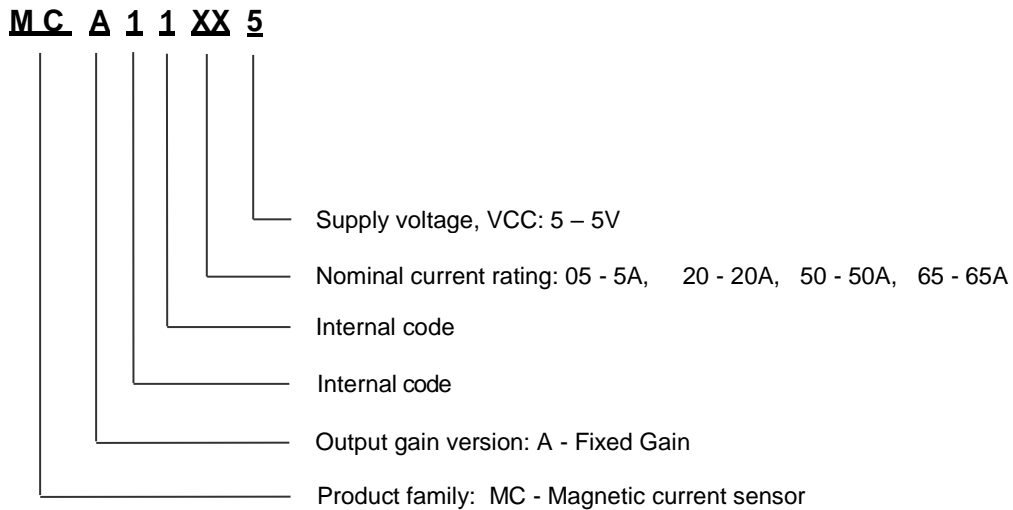 MC A 1 1 XX 5
Supply voltage, VCC: 5 – 5V
Nominal current rating: 05 - 5A, 20 - 20A, 50 - 50A, 65 - 65A
Internal code
Internal code
Output gain version: A - Fixed Gain
Product family: MC - Magnetic current sensor